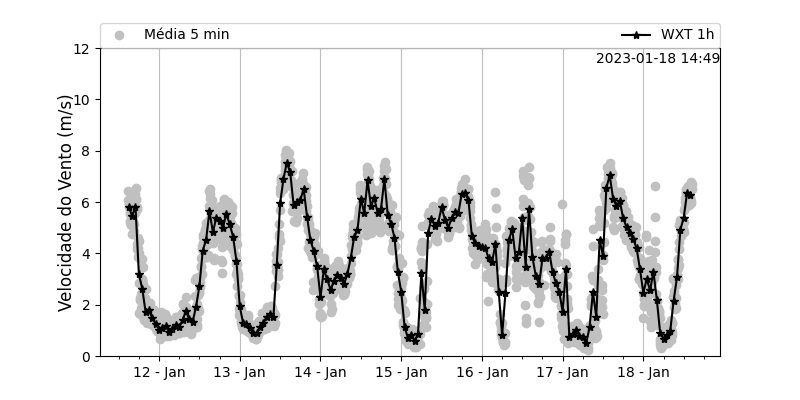 Média 5 min
WXT 1h
2023-01-18 14:49
Velocidade do Vento (m/s)
12
10
8
6
4
2
0
12 - Jan
13 - Jan
14 - Jan
15 - Jan
16 - Jan
17 - Jan
18 - Jan